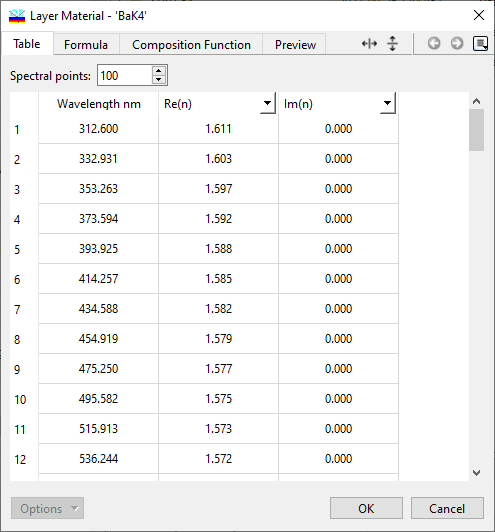 Layer Material - 'BaK4'
Table Formula Composition Function Preview
Spectral points: 100
Wavelength nm Re(n) Im(n)
1 312.600 1.611 0.000
2 332.931 1.603 0.000
3 353.263 1.597 0.000
4 373.594 1.592 0.000
5 393.925 1.588 0.000
6 414.257 1.585 0.000
7 434.588 1.582 0.000
8 454.919 1.579 0.000
9 475.250 1.577 0.000
10 495.582 1.575 0.000
11 515.913 1.573 0.000
12 536.244 1.572 0.000
Options OK Cancel